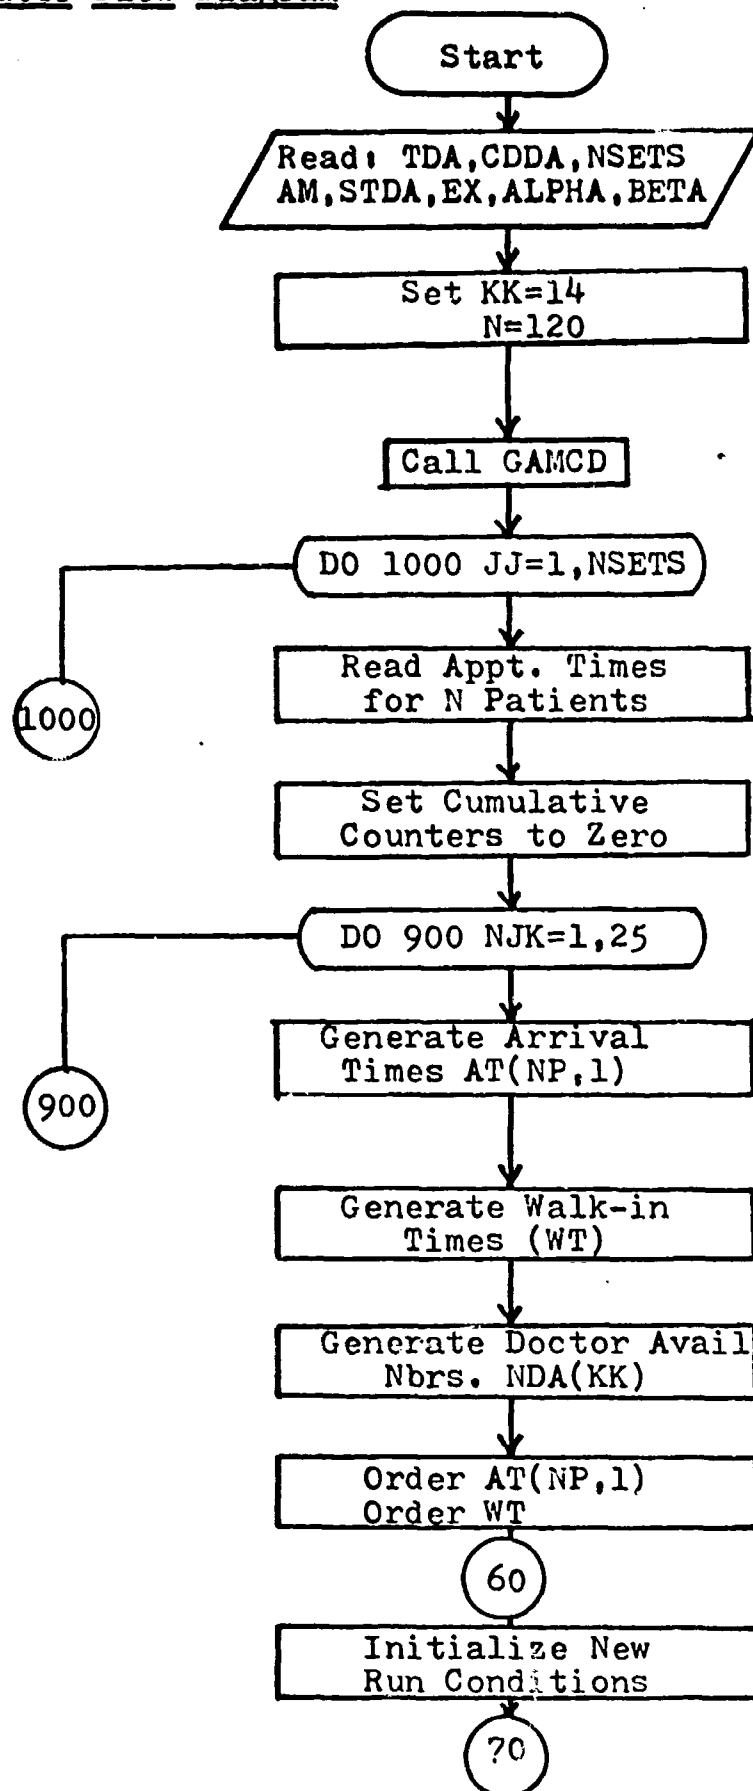 Start
Read: TDA,CDDA,NSETS
AM,STDA,EX,ALPHA,BETA
Set KK=14
N=120
Call GAMCD
DO 1000 JJ=1,NSETS
1000
Read Appt. Times
for N Patients
Set Cumulative
Counters to Zero
DO 900 NJK=1,25
900
Generate Arrival
Times AT(NP,1)
Generate Walk-in
Times (WT)
Generate Doctor Avail
Nbrs. NDA(KK)
Order AT(NP,1)
Order WT
60
Initialize New
Run Conditions
70